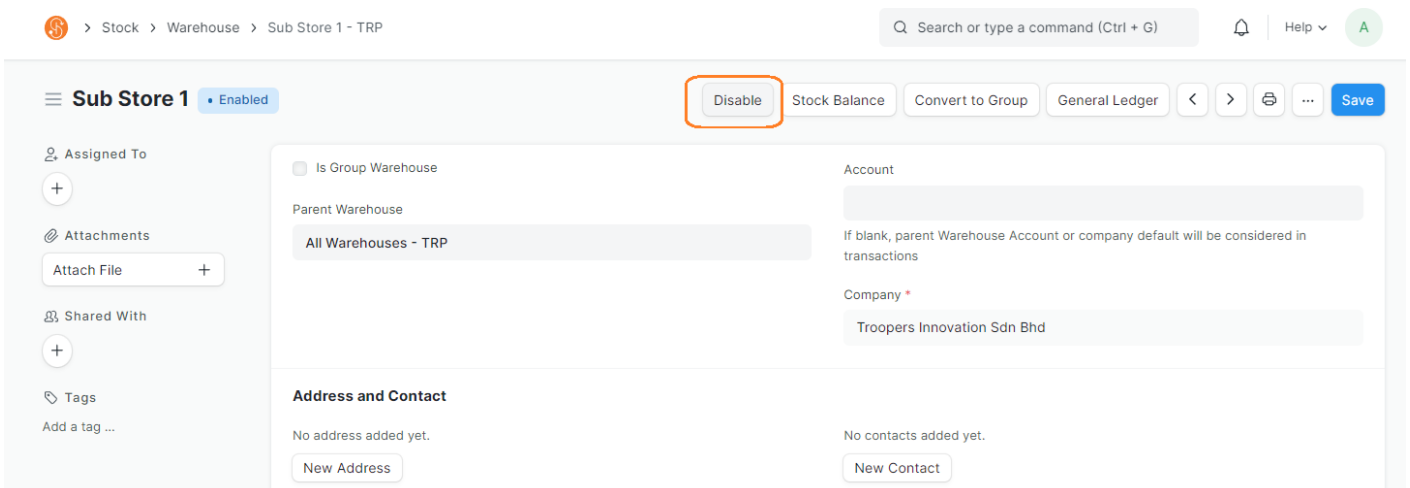 > Stock > Warehouse > Sub Store 1 - TRP
Search or type a command (Ctrl + G)
Help
A
Sub Store 1
• Enabled
Disable
Stock Balance
Convert to Group
General Ledger
<
>
...
Save
Assigned To
+
Attachments
Attach File +
Shared With
+
Tags
Add a tag ...
Is Group Warehouse
Parent Warehouse
All Warehouses - TRP
Account
If blank, parent Warehouse Account or company default will be considered in
transactions
Company *
Troopers Innovation Sdn Bhd
Address and Contact
No address added yet.
New Address
No contacts added yet.
New Contact